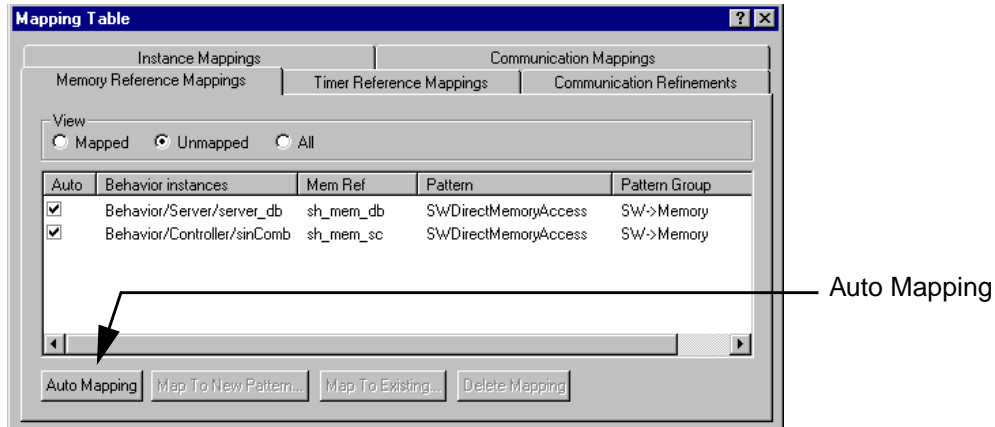 Mapping Table
Instance Mappings Communication Mappings
Memory Reference Mappings Timer Reference Mappings Communication Refinements
View
Mapped Unmapped All
Auto Behavior instances Mem Ref Pattern Pattern Group
Behavior/Server/server_db sh_mem_db SWDirectMemoryAccess SW->Memory
Behavior/Controller/sinComb sh_mem_sc SWDirectMemoryAccess SW->Memory
Auto Mapping
Auto Mapping Map To New Pattern... Map To Existing... Delete Mapping